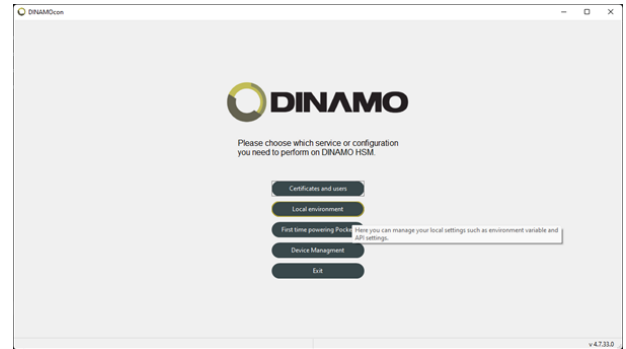 DINAMOcon
DINAMO
Please choose which service or configuration
you need to perform on DINAMO HSM.
Certificates and users
Local environment
First time powering Pocke
Here you can manage your local settings such as environment variable and
API settings.
Device Managment
Exit
v 4.7.33.0